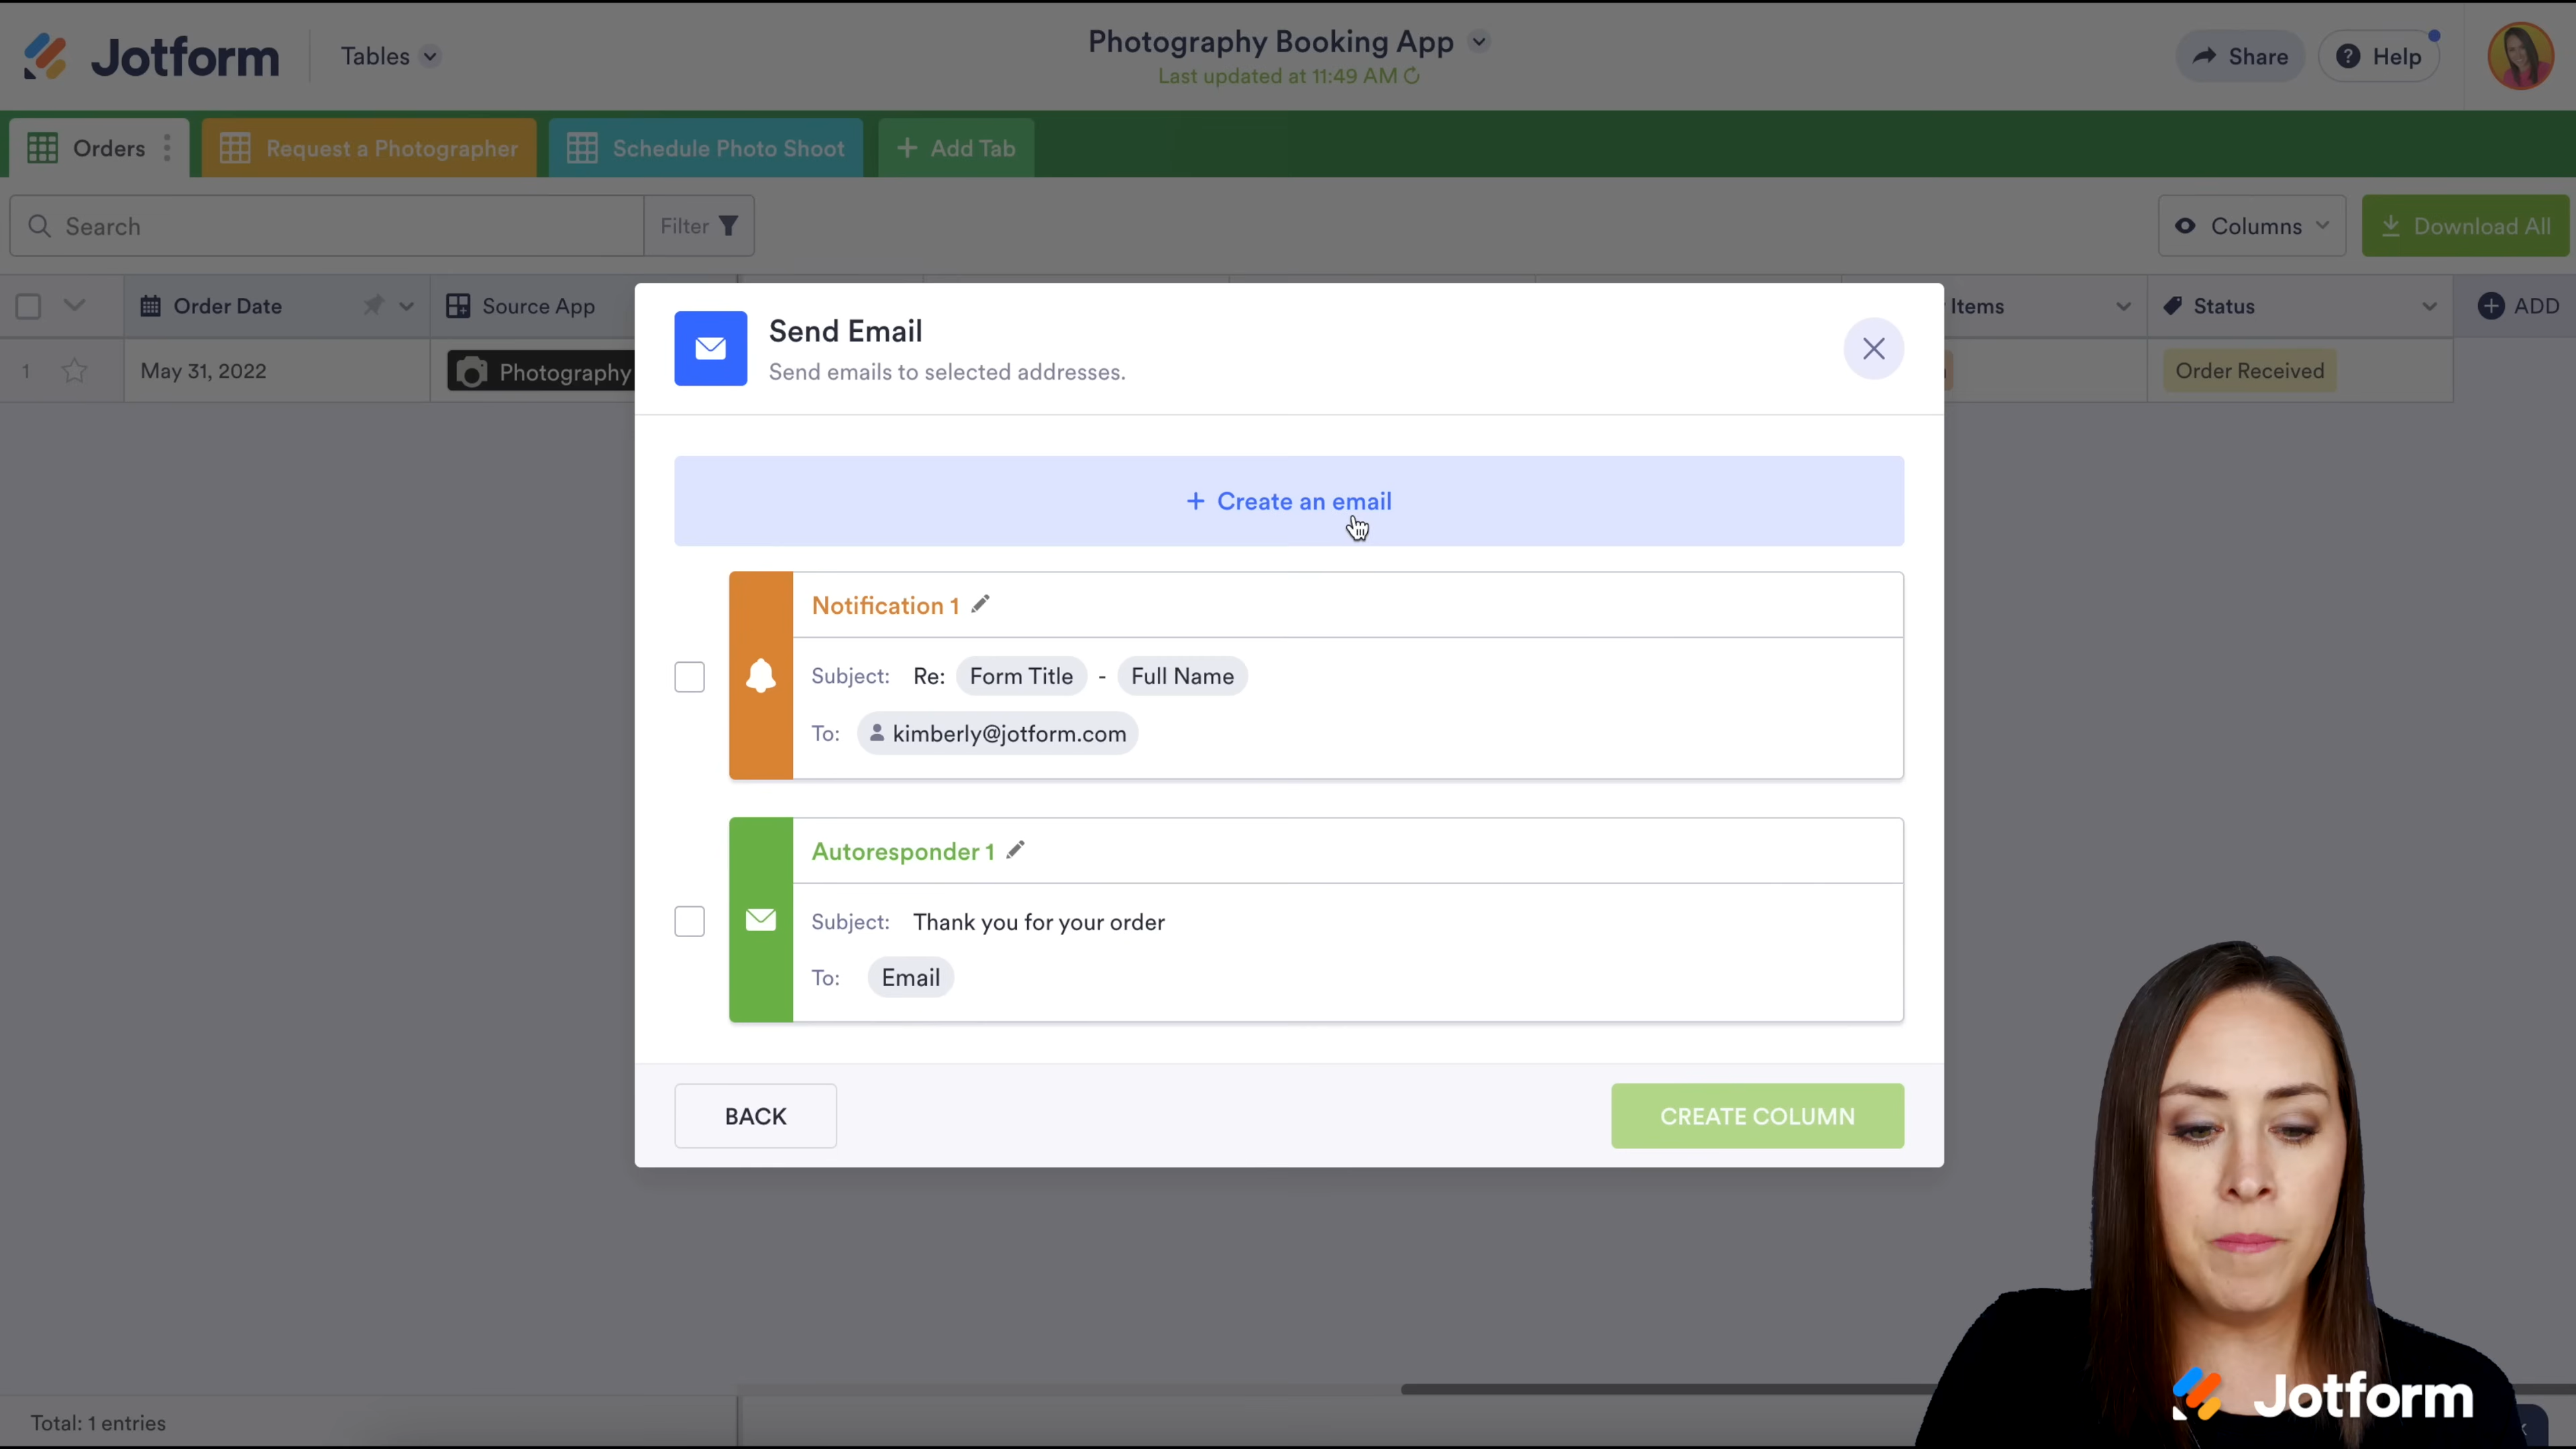 Jotform
Tables
Photography Booking App
Last updated at 11:49 AM
Share
Help
Orders
Request a Photographer
Schedule Photo Shoot
+ Add Tab
Search
Filter
Columns
Download All
Order Date
Source App
Items
Status
ADD
1
May 31, 2022
Photography
Order Received
Send Email
Send emails to selected addresses.
+ Create an email
Notification 1
Subject: Re: Form Title - Full Name
To: kimberly@jotform.com
Autoresponder 1
Subject: Thank you for your order
To: Email
BACK
CREATE COLUMN
Total: 1 entries
Jotform